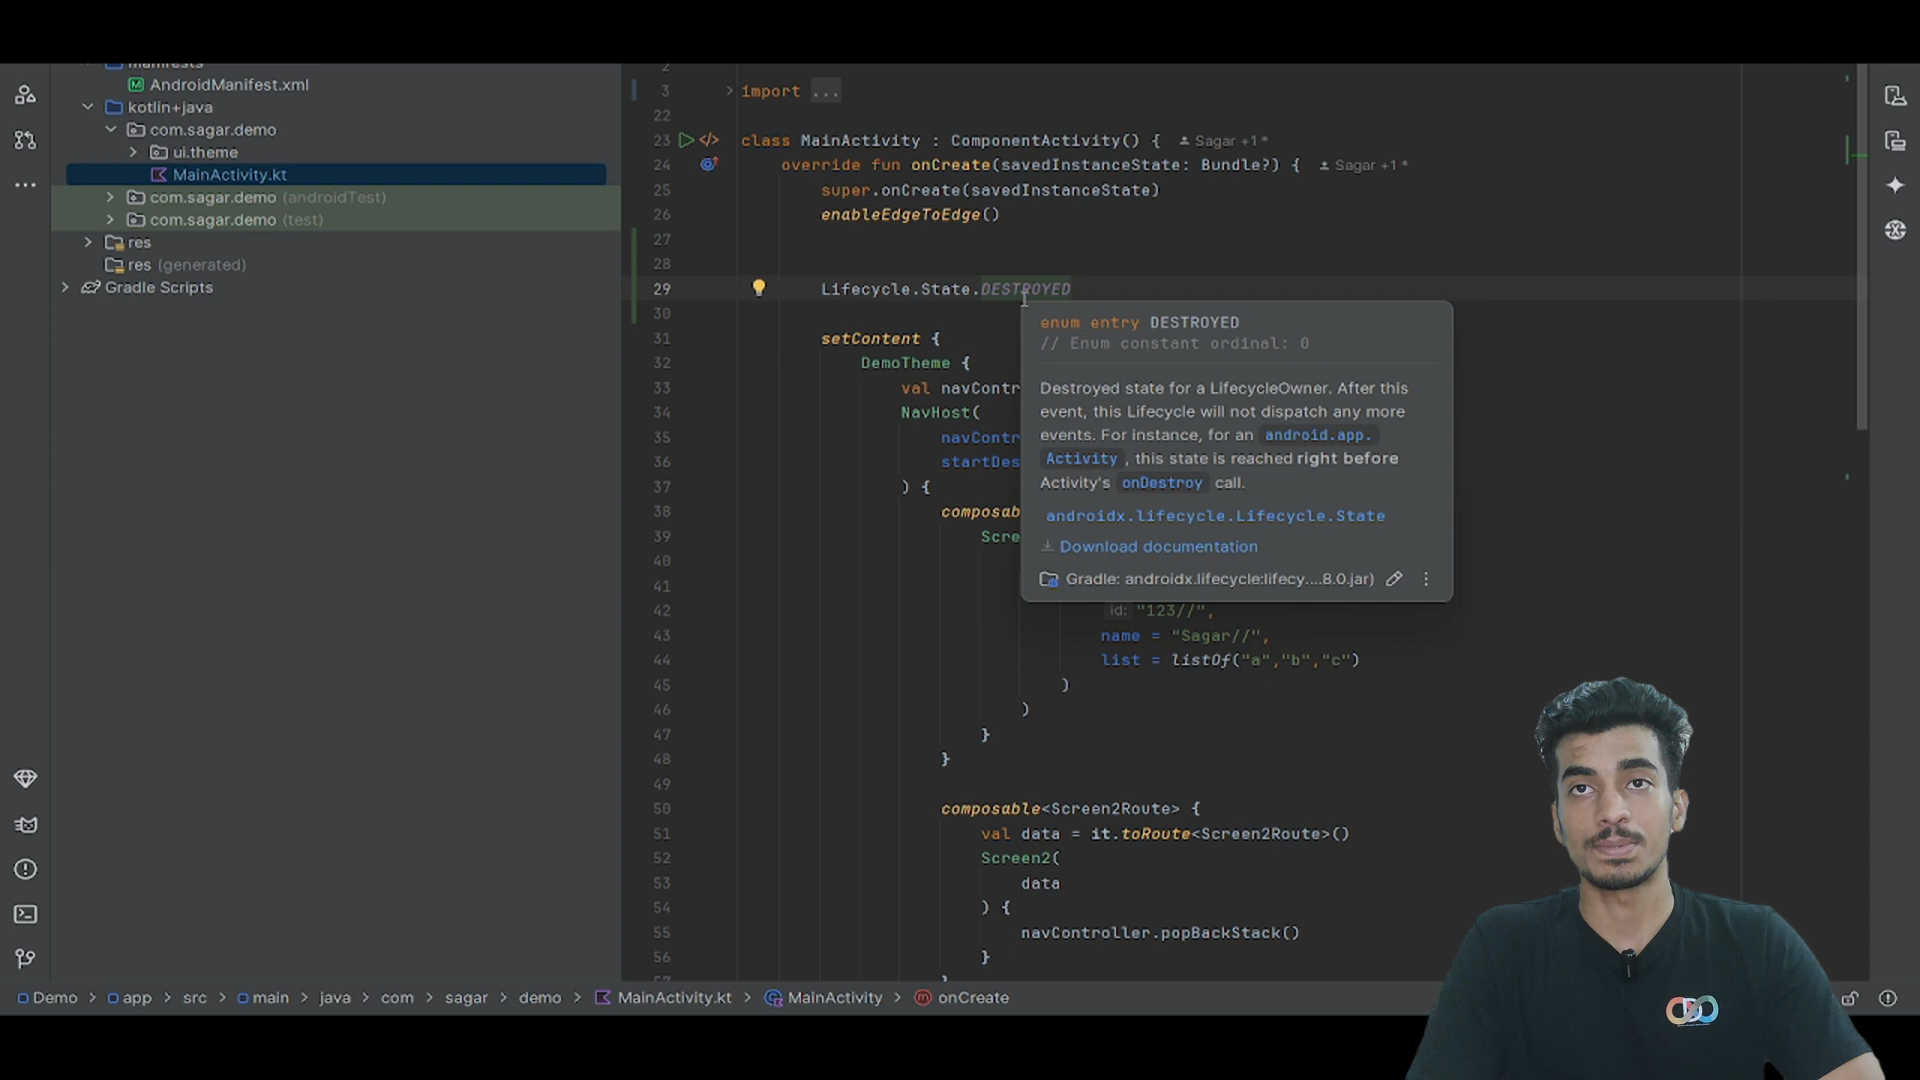 manifests
AndroidManifest.xml
kotlin+java
com.sagar.demo
ui.theme
MainActivity.kt
com.sagar.demo (androidTest)
com.sagar.demo (test)
res
res (generated)
Gradle Scripts
2
3 import ...
22
23 class MainActivity : ComponentActivity() { Sagar +1 *
24 override fun onCreate(savedInstanceState: Bundle?) { Sagar +1 *
25 super.onCreate(savedInstanceState)
26 enableEdgeToEdge()
27
28
29 Lifecycle.State.DESTROYED
30
31 setContent {
32 DemoTheme {
33 val navContr
34 NavHost(
35 navContr
36 startDes
37 ) {
38 composab
39 Scre
40
41
42 id: "123//",
43 name = "Sagar//",
44 list = listOf("a","b","c")
45 )
46 )
47 }
48 }
49
50 composable<Screen2Route> {
51 val data = it.toRoute<Screen2Route>()
52 Screen2(
53 data
54 ) {
55 navController.popBackStack()
56 }
57 }
enum entry DESTROYED
// Enum constant ordinal: 0
Destroyed state for a LifecycleOwner. After this
event, this Lifecycle will not dispatch any more
events. For instance, for an android.app.
Activity , this state is reached right before
Activity's onDestroy call.
androidx.lifecycle.Lifecycle.State
Download documentation
Gradle: androidx.lifecycle:lifecy....8.0.jar)
Demo > app > src > main > java > com > sagar > demo > MainActivity.kt > MainActivity > onCreate